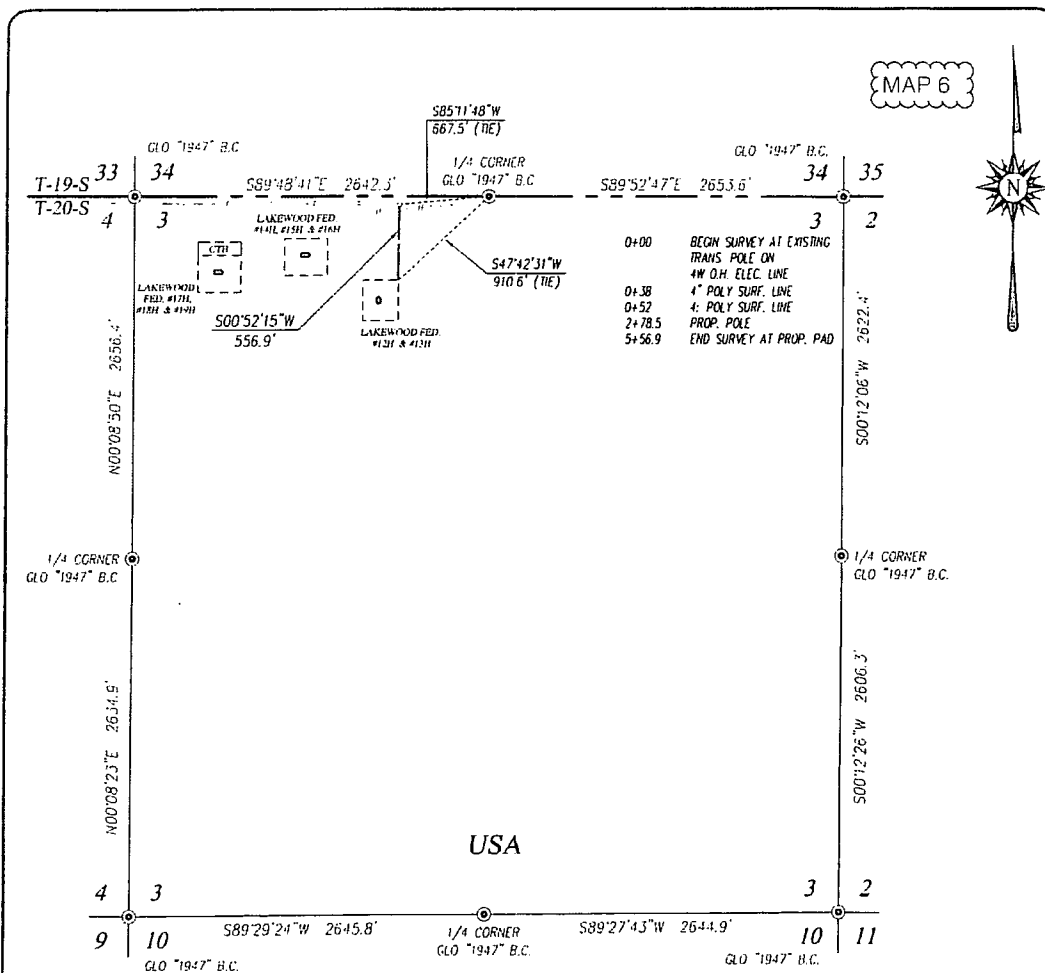 MAP 6
S85°11'48"W
667.5' (TIE)
GLO "1947" B.C
1/4 CORNER
GLO "1947" B.C
GLO "1947" B.C.
33 34
34 35
S89°48'41"E 2642.3'
S89°52'47"E 2653.6'
T-19-S
T-20-S
4 3
3 2
LAKEWOOD FED.
#14H, #15H & #16H
CTB
LAKEWOOD
FED. #17H,
#18H & #19H
S47°42'31"W
910.6' (TIE)
S00°52'15"W
556.9'
LAKEWOOD FED.
#12H & #13H
0+00 BEGIN SURVEY AT EXISTING
TRANS POLE ON
4W O.H. ELEC. LINE
0+38 4" POLY SURF. LINE
0+52 4: POLY SURF. LINE
2+78.5 PROP. POLE
5+56.9 END SURVEY AT PROP. PAD
N
N00°08'50"E 2656.4'
S00°12'06"W 2622.4'
1/4 CORNER
GLO "1947" B.C
1/4 CORNER
GLO "1947" B.C.
N00°08'23"E 2634.9'
S00°12'26"W 2606.3'
USA
4 3
3 2
9 10
S89°29'24"W 2645.8'
1/4 CORNER
GLO "1947" B.C.
S89°27'43"W 2644.9'
10 11
GLO "1947" B.C.
GLO "1947" B.C.